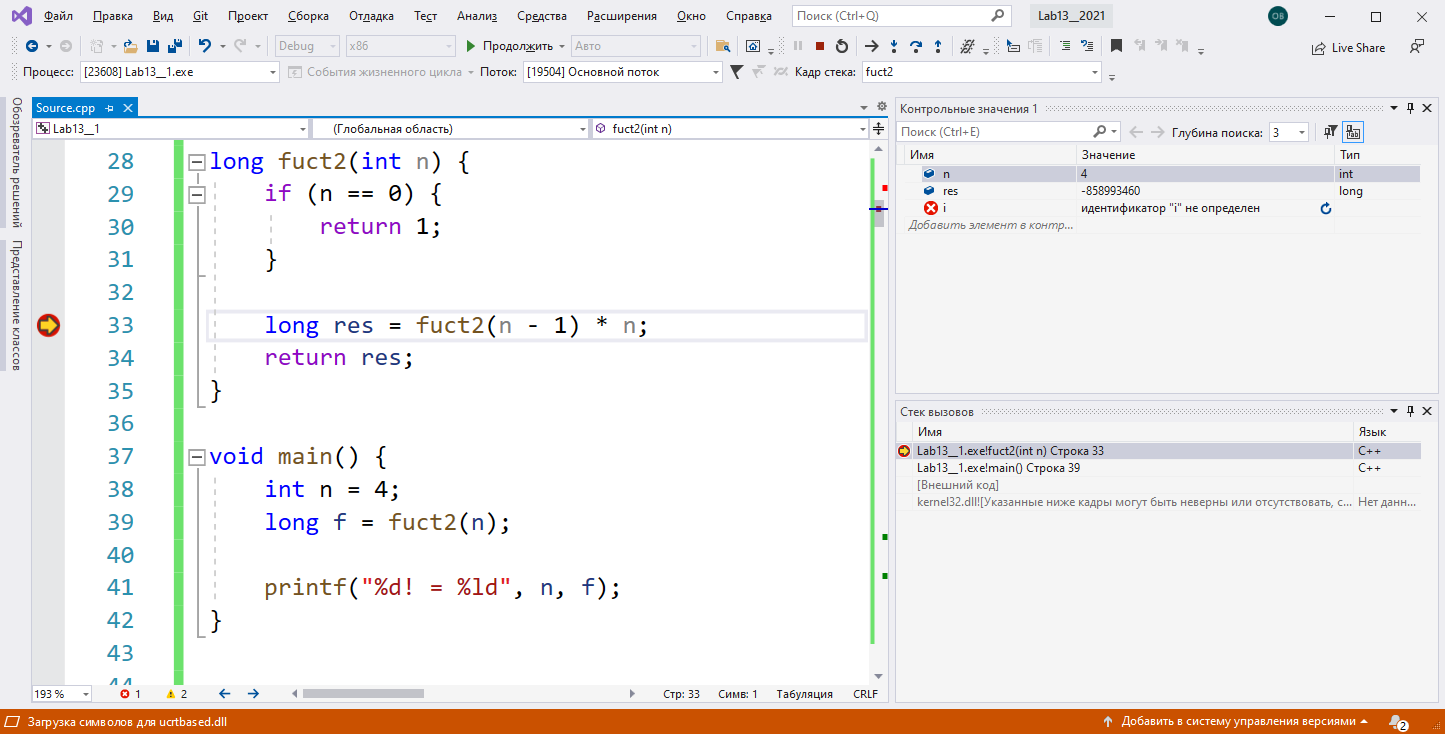 Файл Правка Вид Git Проект Сборка Отладка Тест Анализ Средства Расширения Окно Справка Поиск (Ctrl+Q) Lab13__2021 OB
Debug x86 Продолжить Авто Live Share
Процесс: [23608] Lab13__1.exe События жизненного цикла Поток: [19504] Основной поток Кадр стека: fuct2
Обозреватель решений
Представление классов
Source.cpp
Lab13__1 (Глобальная область) fuct2(int n)
28 long fuct2(int n) {
29 if (n == 0) {
30 return 1;
31 }
32
33 long res = fuct2(n - 1) * n;
34 return res;
35 }
36
37 void main() {
38 int n = 4;
39 long f = fuct2(n);
40
41 printf("%d! = %ld", n, f);
42 }
43
44
193 % 1 2 Стр: 33 Симв: 1 Табуляция CRLF
Контрольные значения 1
Поиск (Ctrl+E) Глубина поиска: 3
Имя Значение Тип
n 4 int
res -858993460 long
i идентификатор "i" не определен
Добавить элемент в контр...
Стек вызовов
Имя Язык
Lab13__1.exe!fuct2(int n) Строка 33 C++
Lab13__1.exe!main() Строка 39 C++
[Внешний код]
kernel32.dll![Указанные ниже кадры могут быть неверны или отсутствовать, с... Нет данн...
Загрузка символов для ucrtbased.dll Добавить в систему управления версиями 2